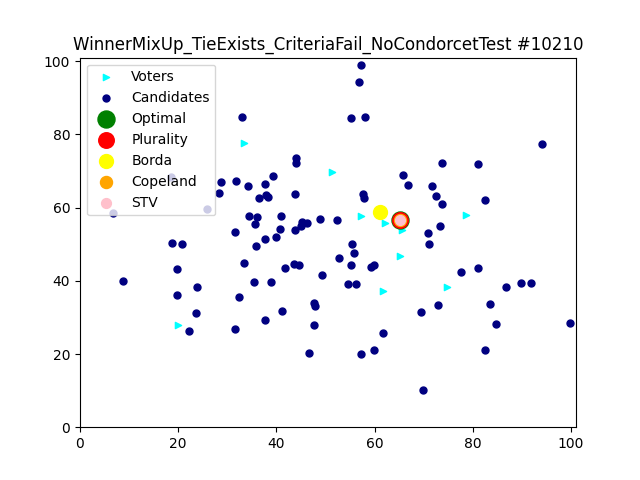 WinnerMixUp_TieExists_CriteriaFail_NoCondorcetTest #10210
100
80
60
40
20
0
Voters
Candidates
Optimal
Plurality
Borda
Copeland
STV
0 20 40 60 80 100